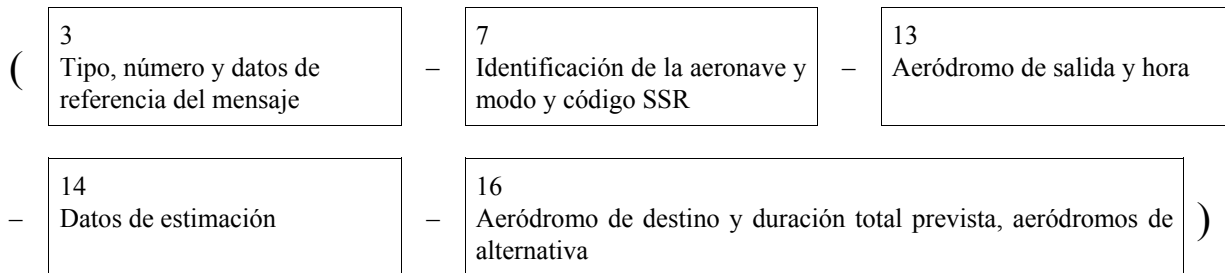 (
3
Tipo, número y datos de
referencia del mensaje
–
7
Identificación de la aeronave y
modo y código SSR
–
13
Aeródromo de salida y hora
–
14
Datos de estimación
–
16
Aeródromo de destino y duración total prevista, aeródromos de
alternativa
)